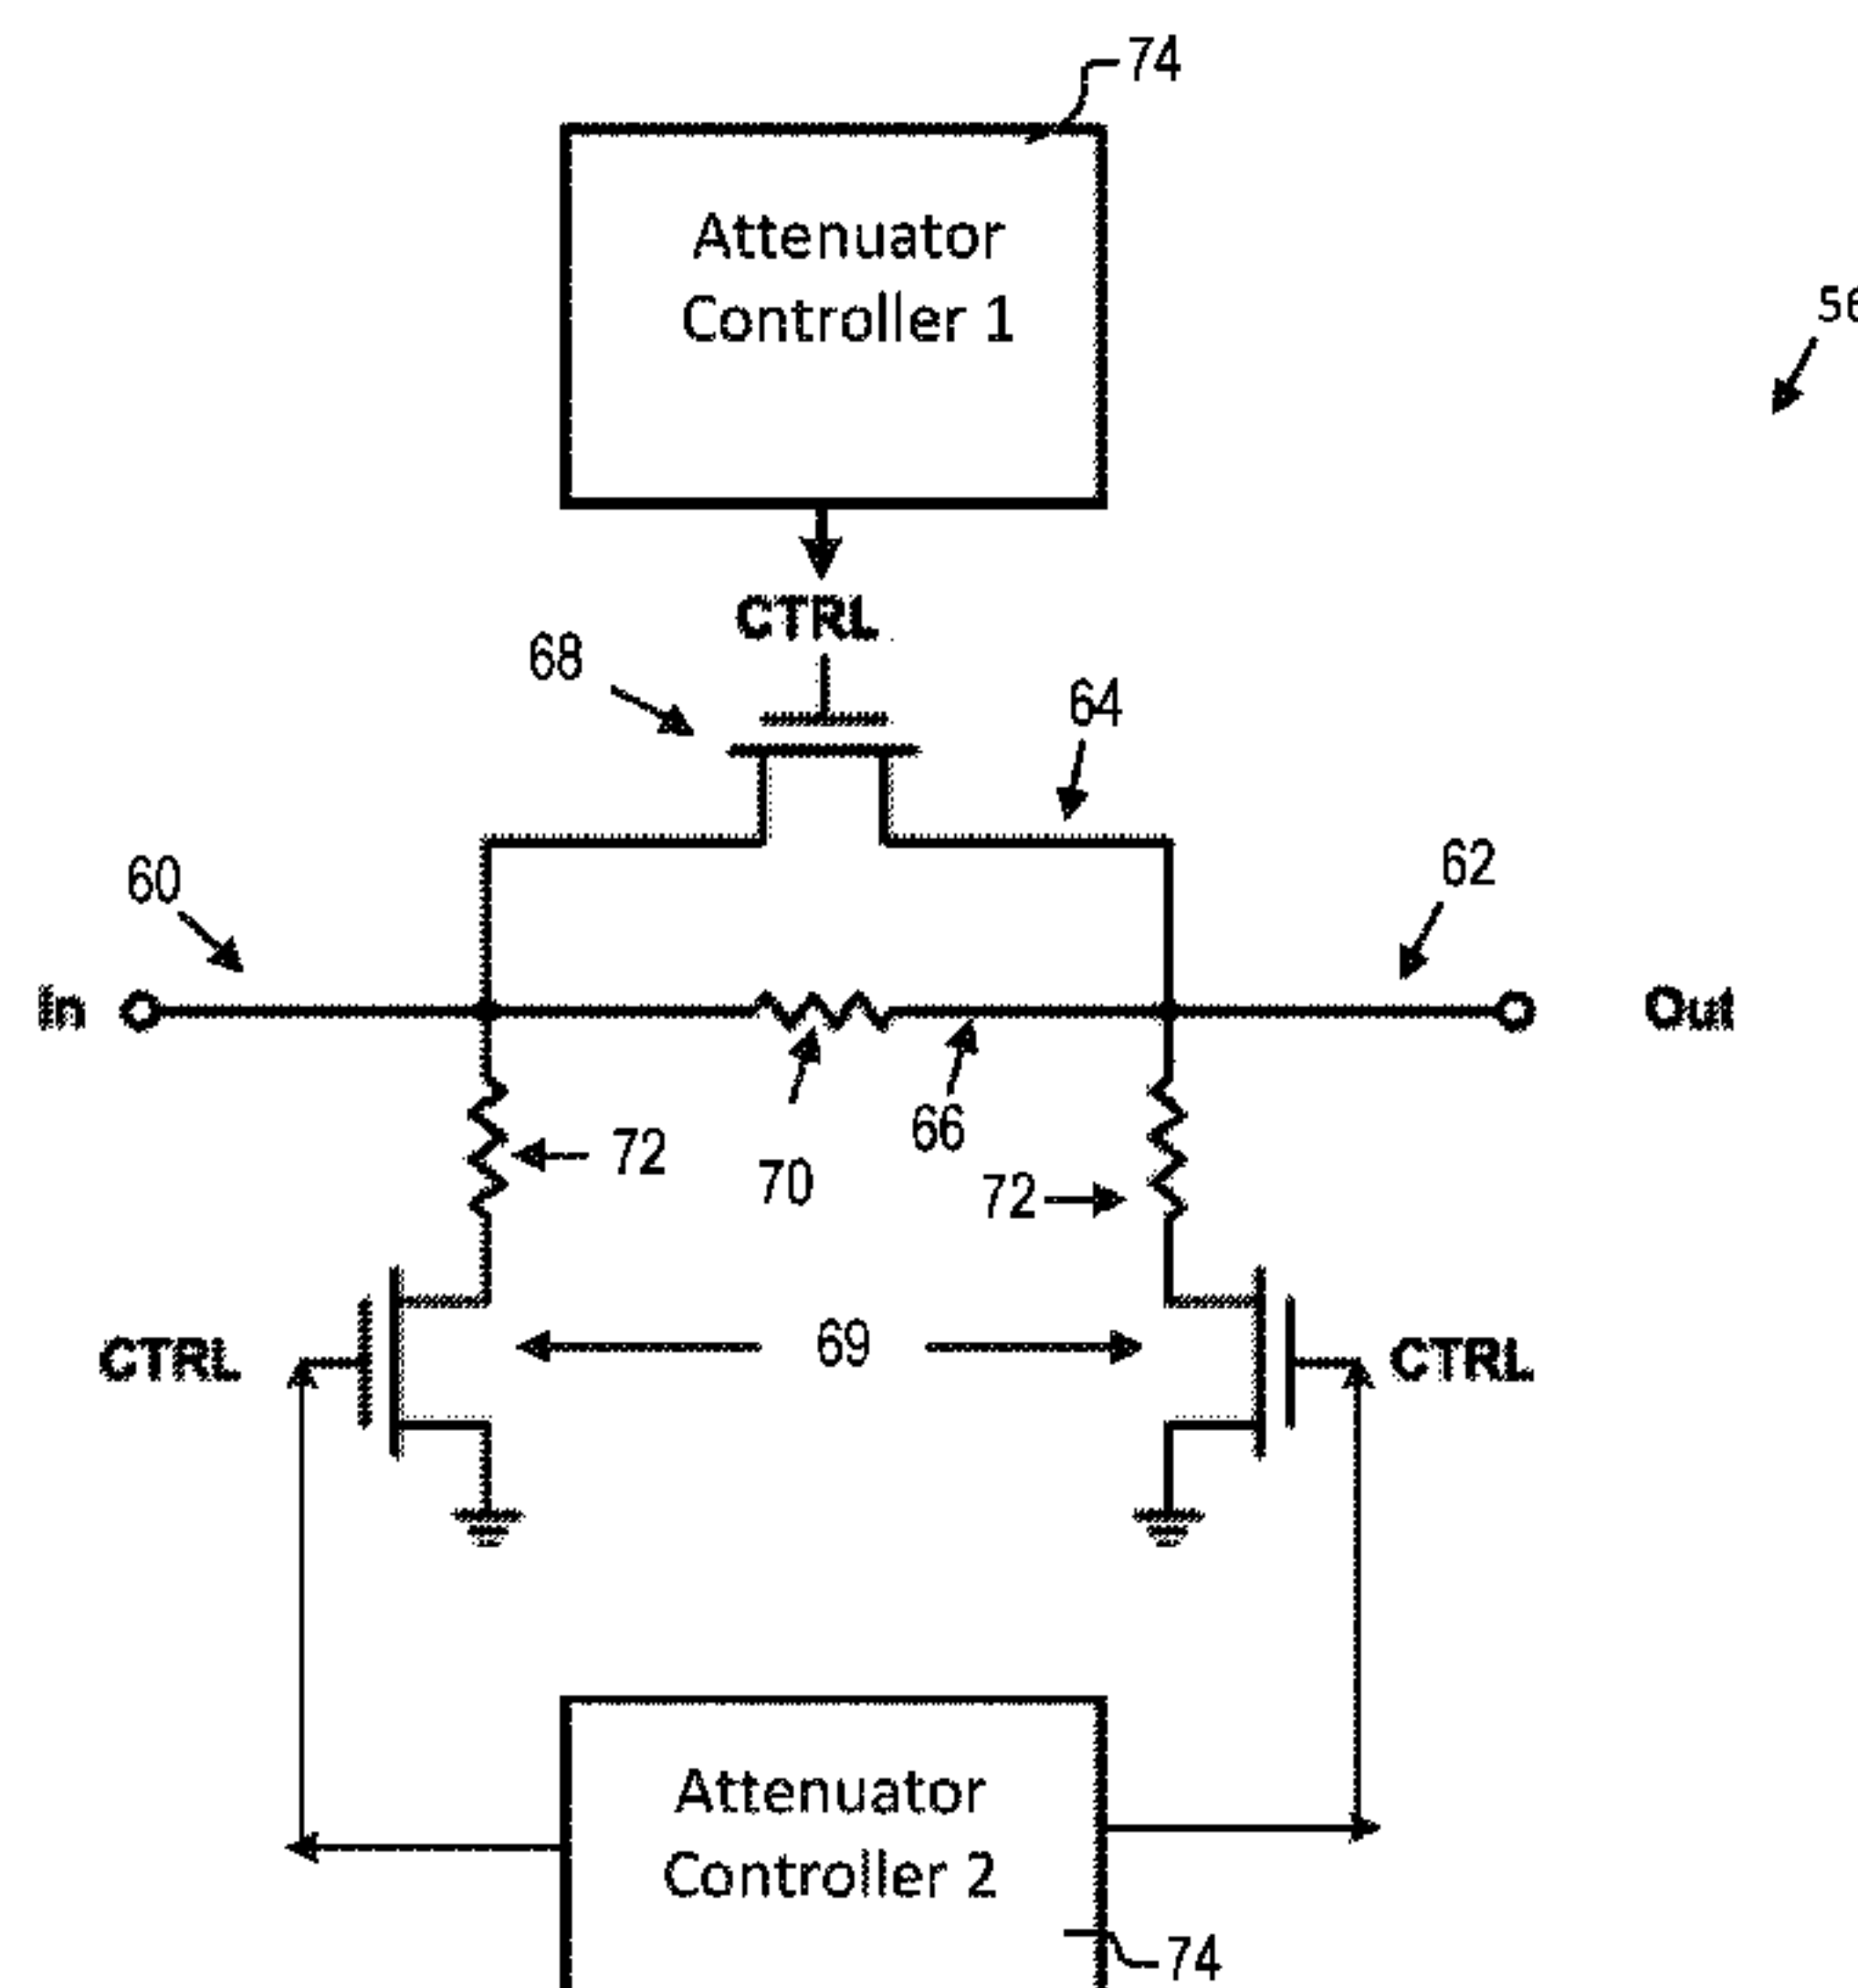 74
Attenuator
Controller 1
56
CTRL
68
64
60
62
In
Out
72
70
66
72
CTRL
69
CTRL
Attenuator
Controller 2
74